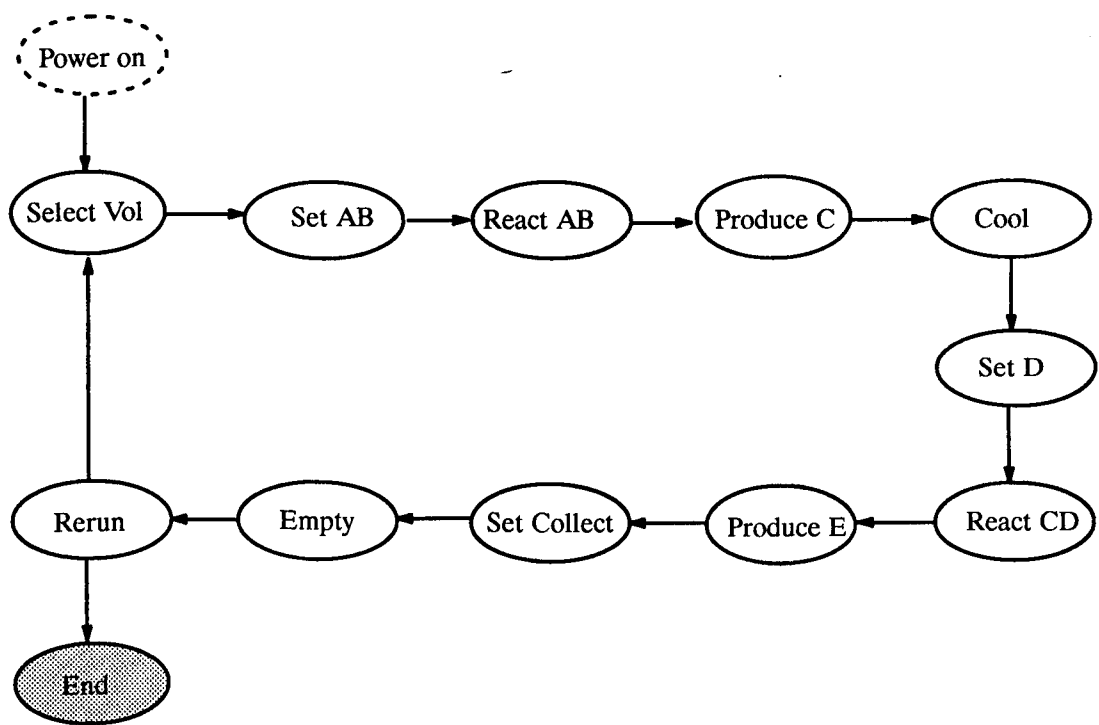 Power on
Select Vol
Set AB
React AB
Produce C
Cool
Set D
React CD
Produce E
Set Collect
Empty
Rerun
End